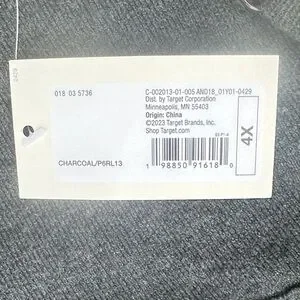 2429
018 03 5736
C-002013-01-005 AND18_01Y01-0429
Dist. by Target Corporation
Minneapolis, MN 55403
Origin: China
©2023 Target Brands, Inc.
Shop Target.com
CHARCOAL/P6RL13
1 98850 91618 0
4X